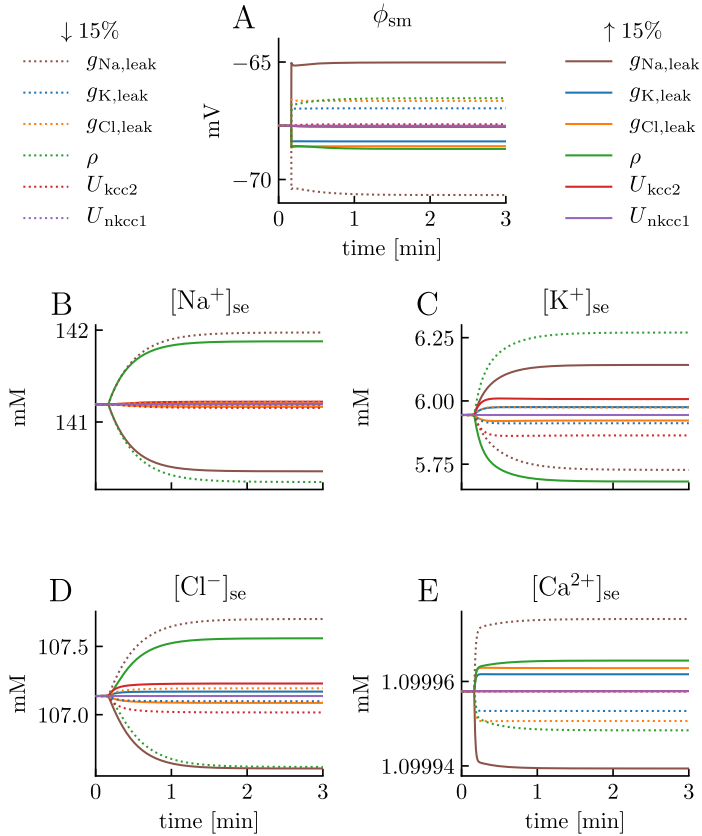 ↓ 15%
g_Na,leak
g_K,leak
g_Cl,leak
ρ
U_kcc2
U_nkcc1
A
ϕ_sm
−65
−70
mV
0 1 2 3
time [min]
↑ 15%
g_Na,leak
g_K,leak
g_Cl,leak
ρ
U_kcc2
U_nkcc1
B
[Na⁺]_se
142
141
mM
C
[K⁺]_se
6.25
6.00
5.75
mM
D
[Cl⁻]_se
107.5
107.0
mM
0 1 2 3
time [min]
E
[Ca²⁺]_se
1.09996
1.09994
mM
0 1 2 3
time [min]